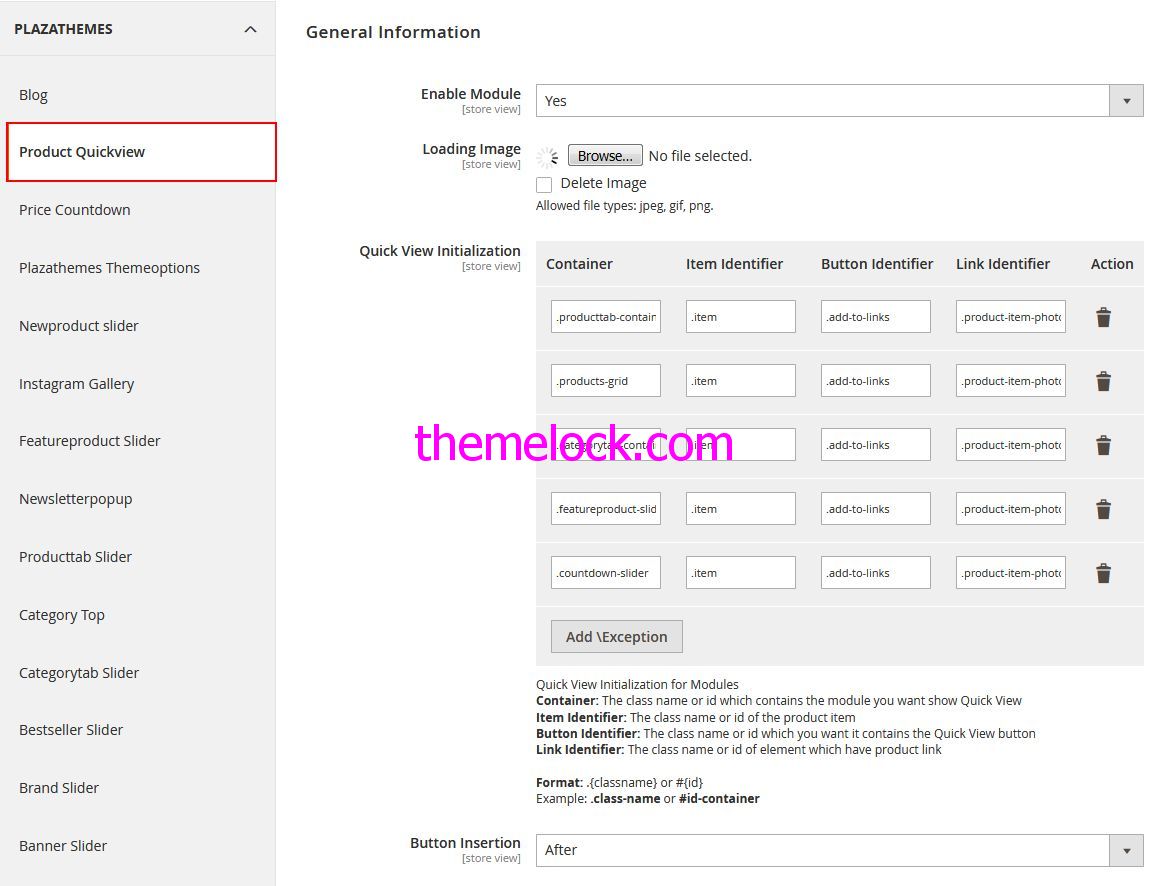 PLAZATHEMES
Blog
Product Quickview
Price Countdown
Plazathemes Themeoptions
Newproduct slider
Instagram Gallery
Featureproduct Slider
Newsletterpopup
Producttab Slider
Category Top
Categorytab Slider
Bestseller Slider
Brand Slider
Banner Slider
General Information
Enable Module
[store view]
Yes
Loading Image
[store view]
Browse... No file selected.
Delete Image
Allowed file types: jpeg, gif, png.
Quick View Initialization
[store view]
Container Item Identifier Button Identifier Link Identifier Action
.producttab-contain .item .add-to-links .product-item-photo
.products-grid .item .add-to-links .product-item-photo
.categorytab-contai .item .add-to-links .product-item-photo
themelock.com
.featureproduct-slid .item .add-to-links .product-item-photo
.countdown-slider .item .add-to-links .product-item-photo
Add \Exception
Quick View Initialization for Modules
Container: The class name or id which contains the module you want show Quick View
Item Identifier: The class name or id of the product item
Button Identifier: The class name or id which you want it contains the Quick View button
Link Identifier: The class name or id of element which have product link
Format: .{classname} or #{id}
Example: .class-name or #id-container
Button Insertion
[store view]
After